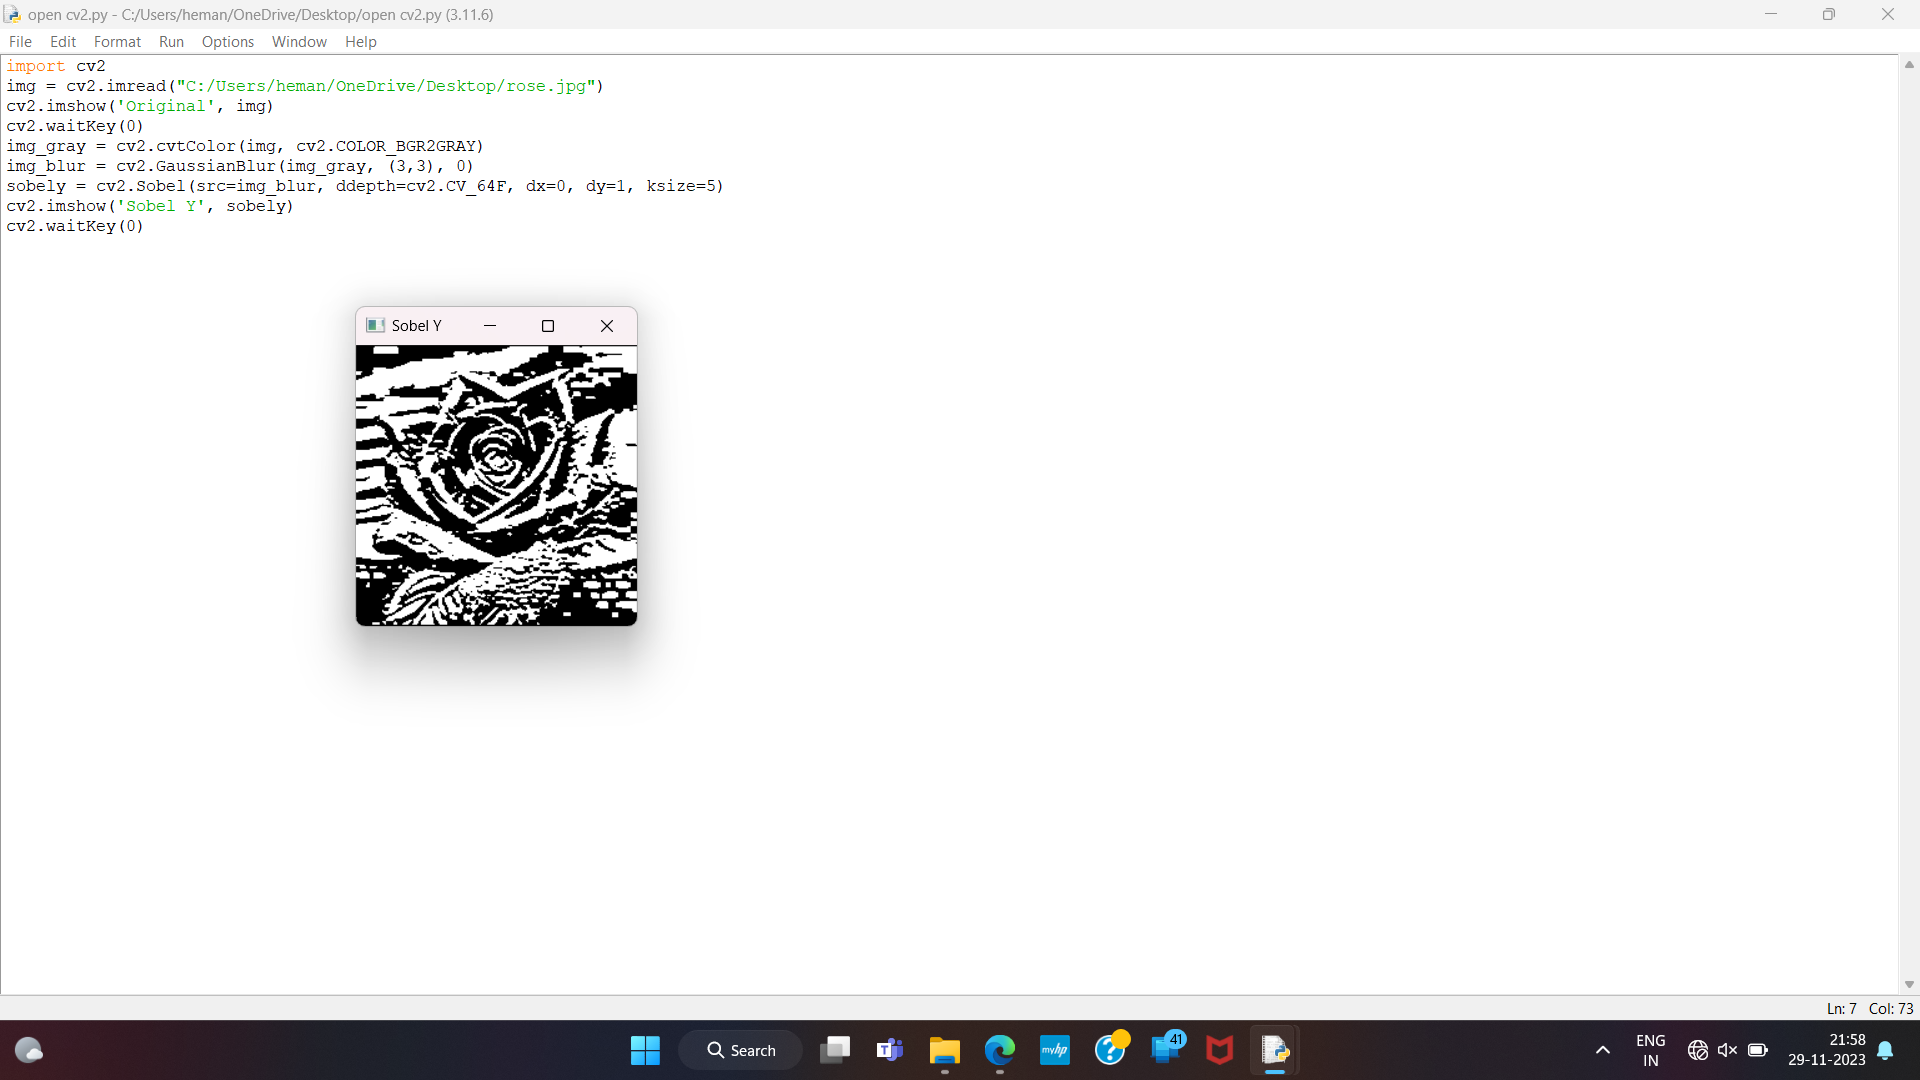 open cv2.py - C:/Users/heman/OneDrive/Desktop/open cv2.py (3.11.6)
File Edit Format Run Options Window Help
import cv2
img = cv2.imread("C:/Users/heman/OneDrive/Desktop/rose.jpg")
cv2.imshow('Original', img)
cv2.waitKey(0)
img_gray = cv2.cvtColor(img, cv2.COLOR_BGR2GRAY)
img_blur = cv2.GaussianBlur(img_gray, (3,3), 0)
sobely = cv2.Sobel(src=img_blur, ddepth=cv2.CV_64F, dx=0, dy=1, ksize=5)
cv2.imshow('Sobel Y', sobely)
cv2.waitKey(0)
Sobel Y
Ln: 7 Col: 73
Search
T
myhp
?
41
ENG
IN
21:58
29-11-2023